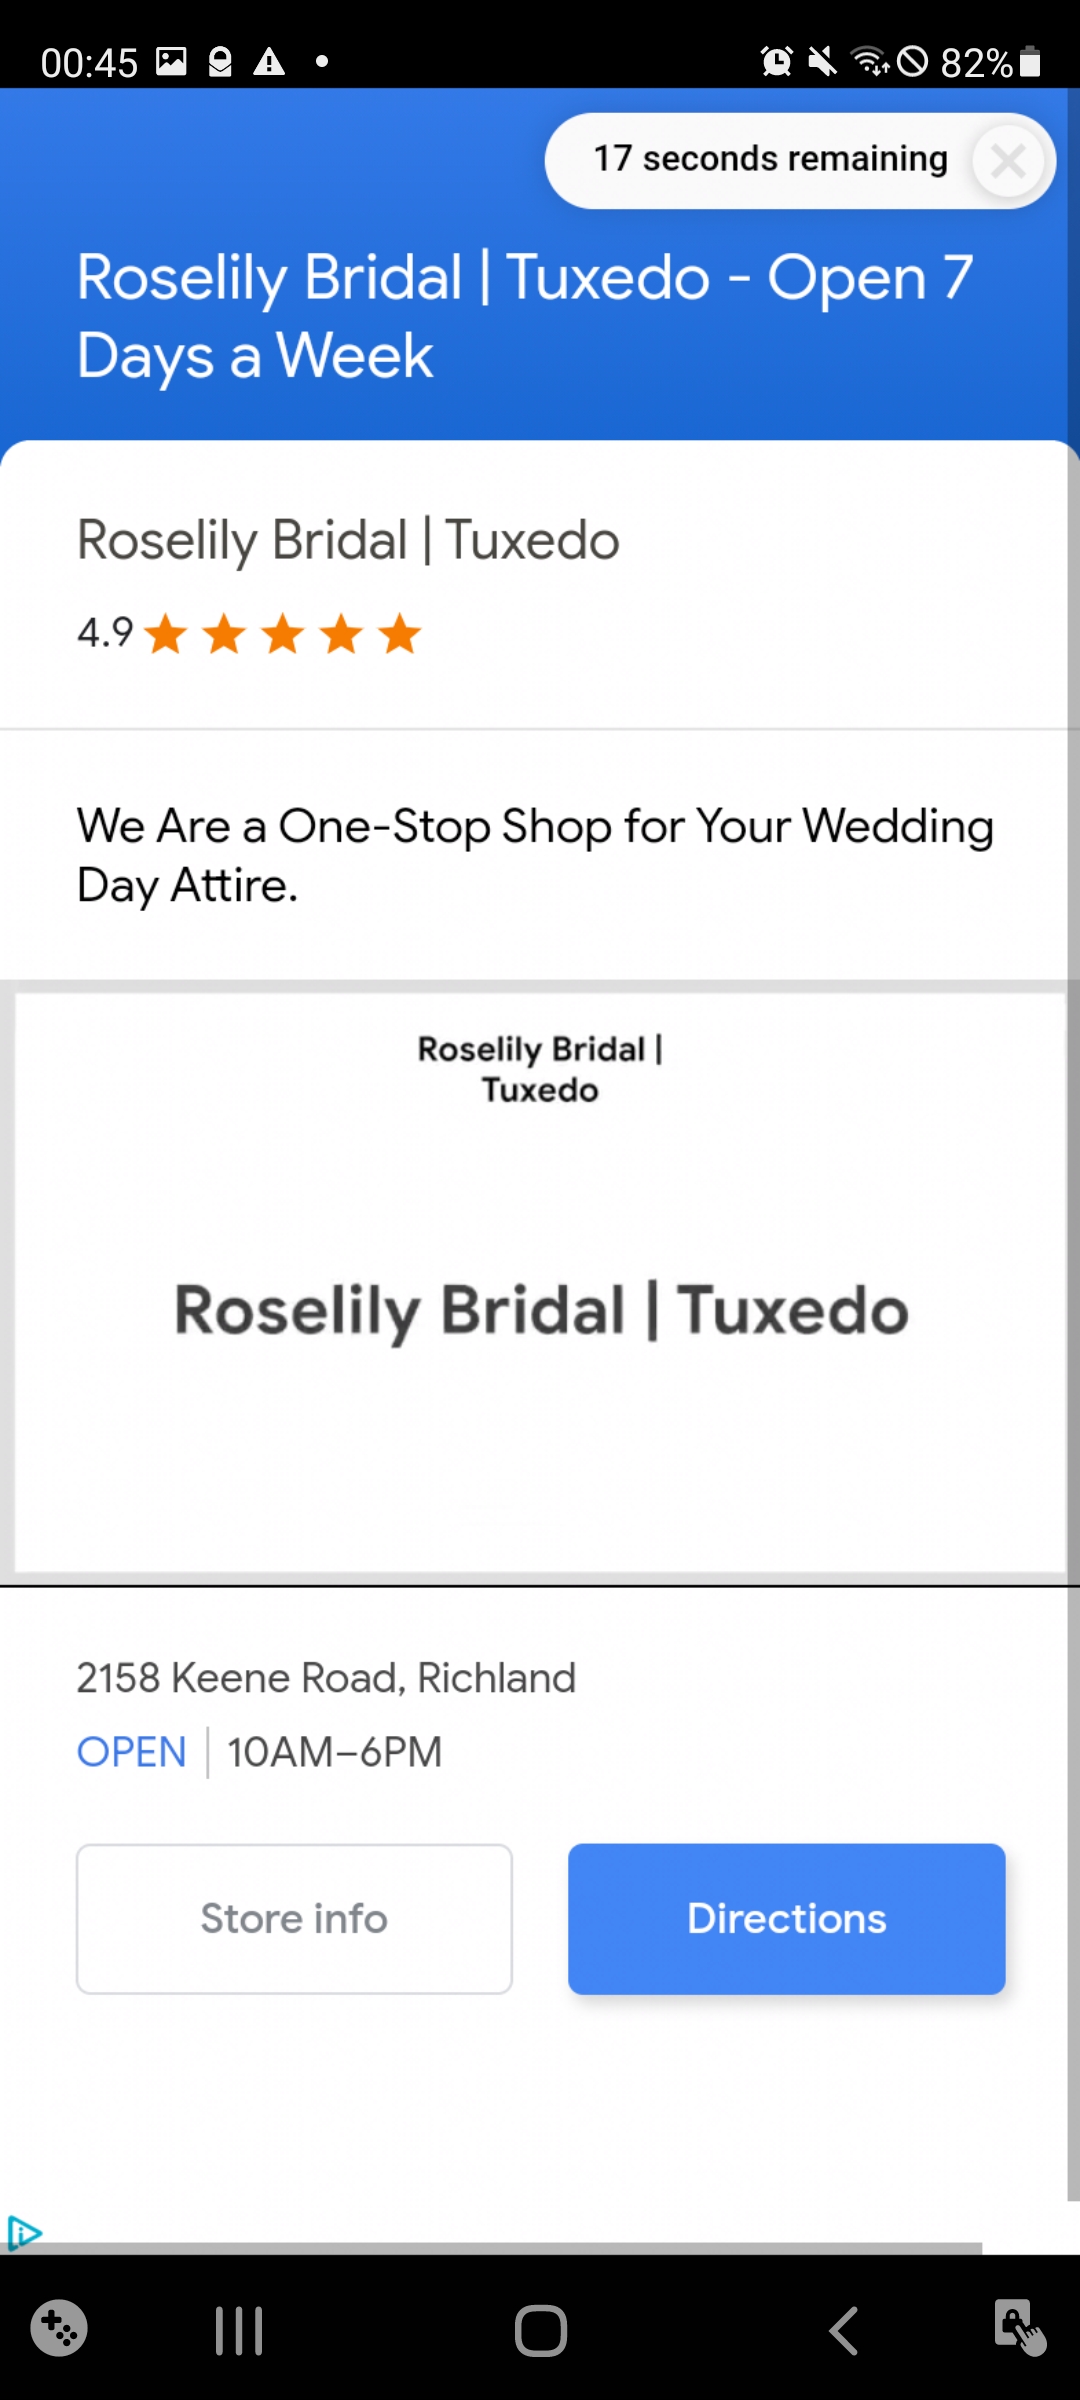 00:45
82%
17 seconds remaining
Roselily Bridal | Tuxedo - Open 7
Days a Week
Roselily Bridal | Tuxedo
4.9
We Are a One-Stop Shop for Your Wedding
Day Attire.
Roselily Bridal |
Tuxedo
Roselily Bridal | Tuxedo
2158 Keene Road, Richland
OPEN | 10AM–6PM
Store info
Directions